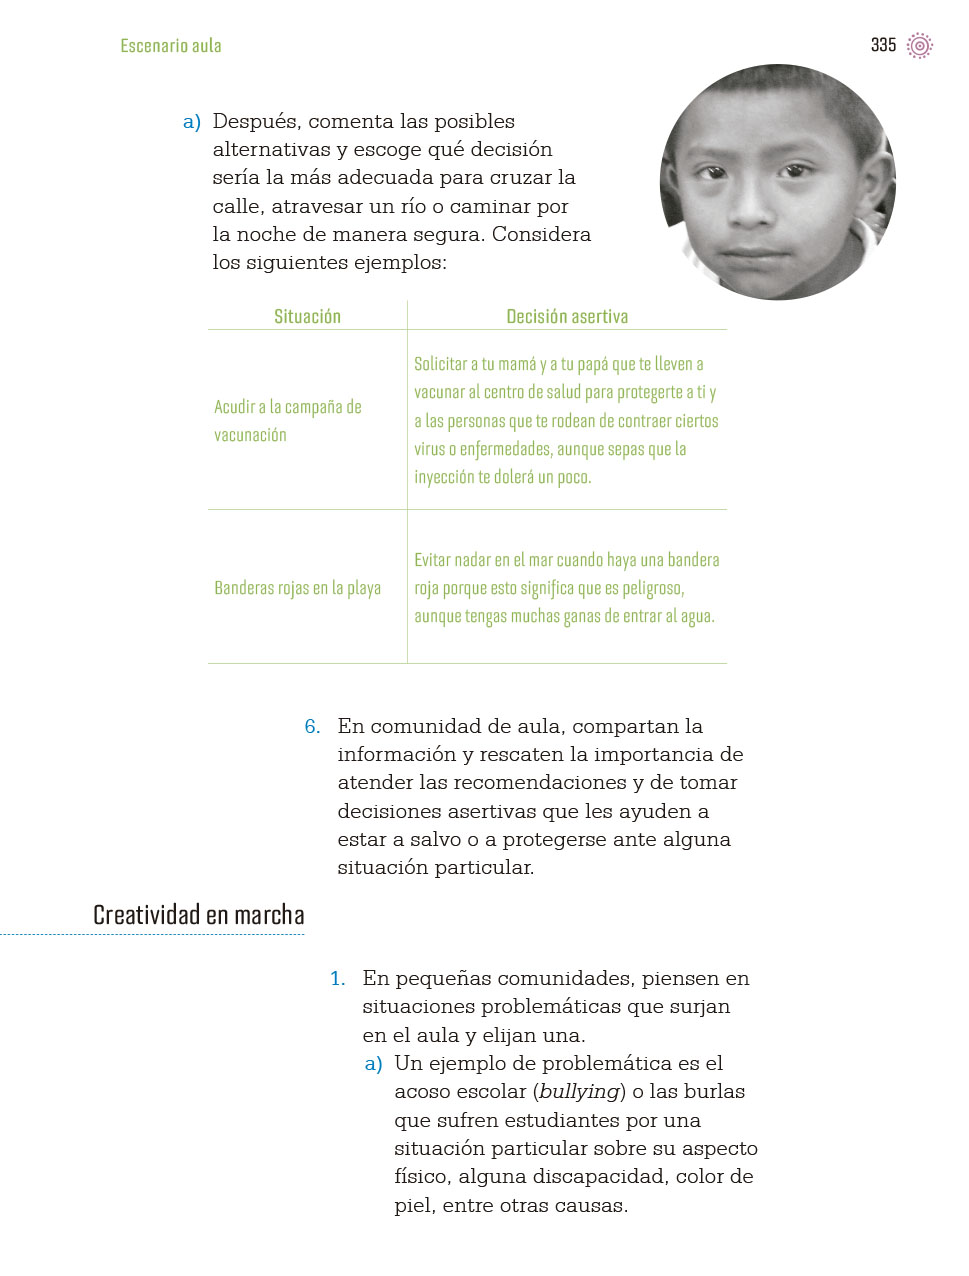 Escenario aula
335
a) Después, comenta las posibles
alternativas y escoge qué decisión
sería la más adecuada para cruzar la
calle, atravesar un río o caminar por
la noche de manera segura. Considera
los siguientes ejemplos:
Situación
Decisión asertiva
Acudir a la campaña de
vacunación
Solicitar a tu mamá y a tu papá que te lleven a
vacunar al centro de salud para protegerte a ti y
a las personas que te rodean de contraer ciertos
virus o enfermedades, aunque sepas que la
inyección te dolerá un poco.
Banderas rojas en la playa
Evitar nadar en el mar cuando haya una bandera
roja porque esto significa que es peligroso,
aunque tengas muchas ganas de entrar al agua.
6. En comunidad de aula, compartan la
información y rescaten la importancia de
atender las recomendaciones y de tomar
decisiones asertivas que les ayuden a
estar a salvo o a protegerse ante alguna
situación particular.
Creatividad en marcha
1. En pequeñas comunidades, piensen en
situaciones problemáticas que surjan
en el aula y elijan una.
a) Un ejemplo de problemática es el
acoso escolar (bullying) o las burlas
que sufren estudiantes por una
situación particular sobre su aspecto
físico, alguna discapacidad, color de
piel, entre otras causas.